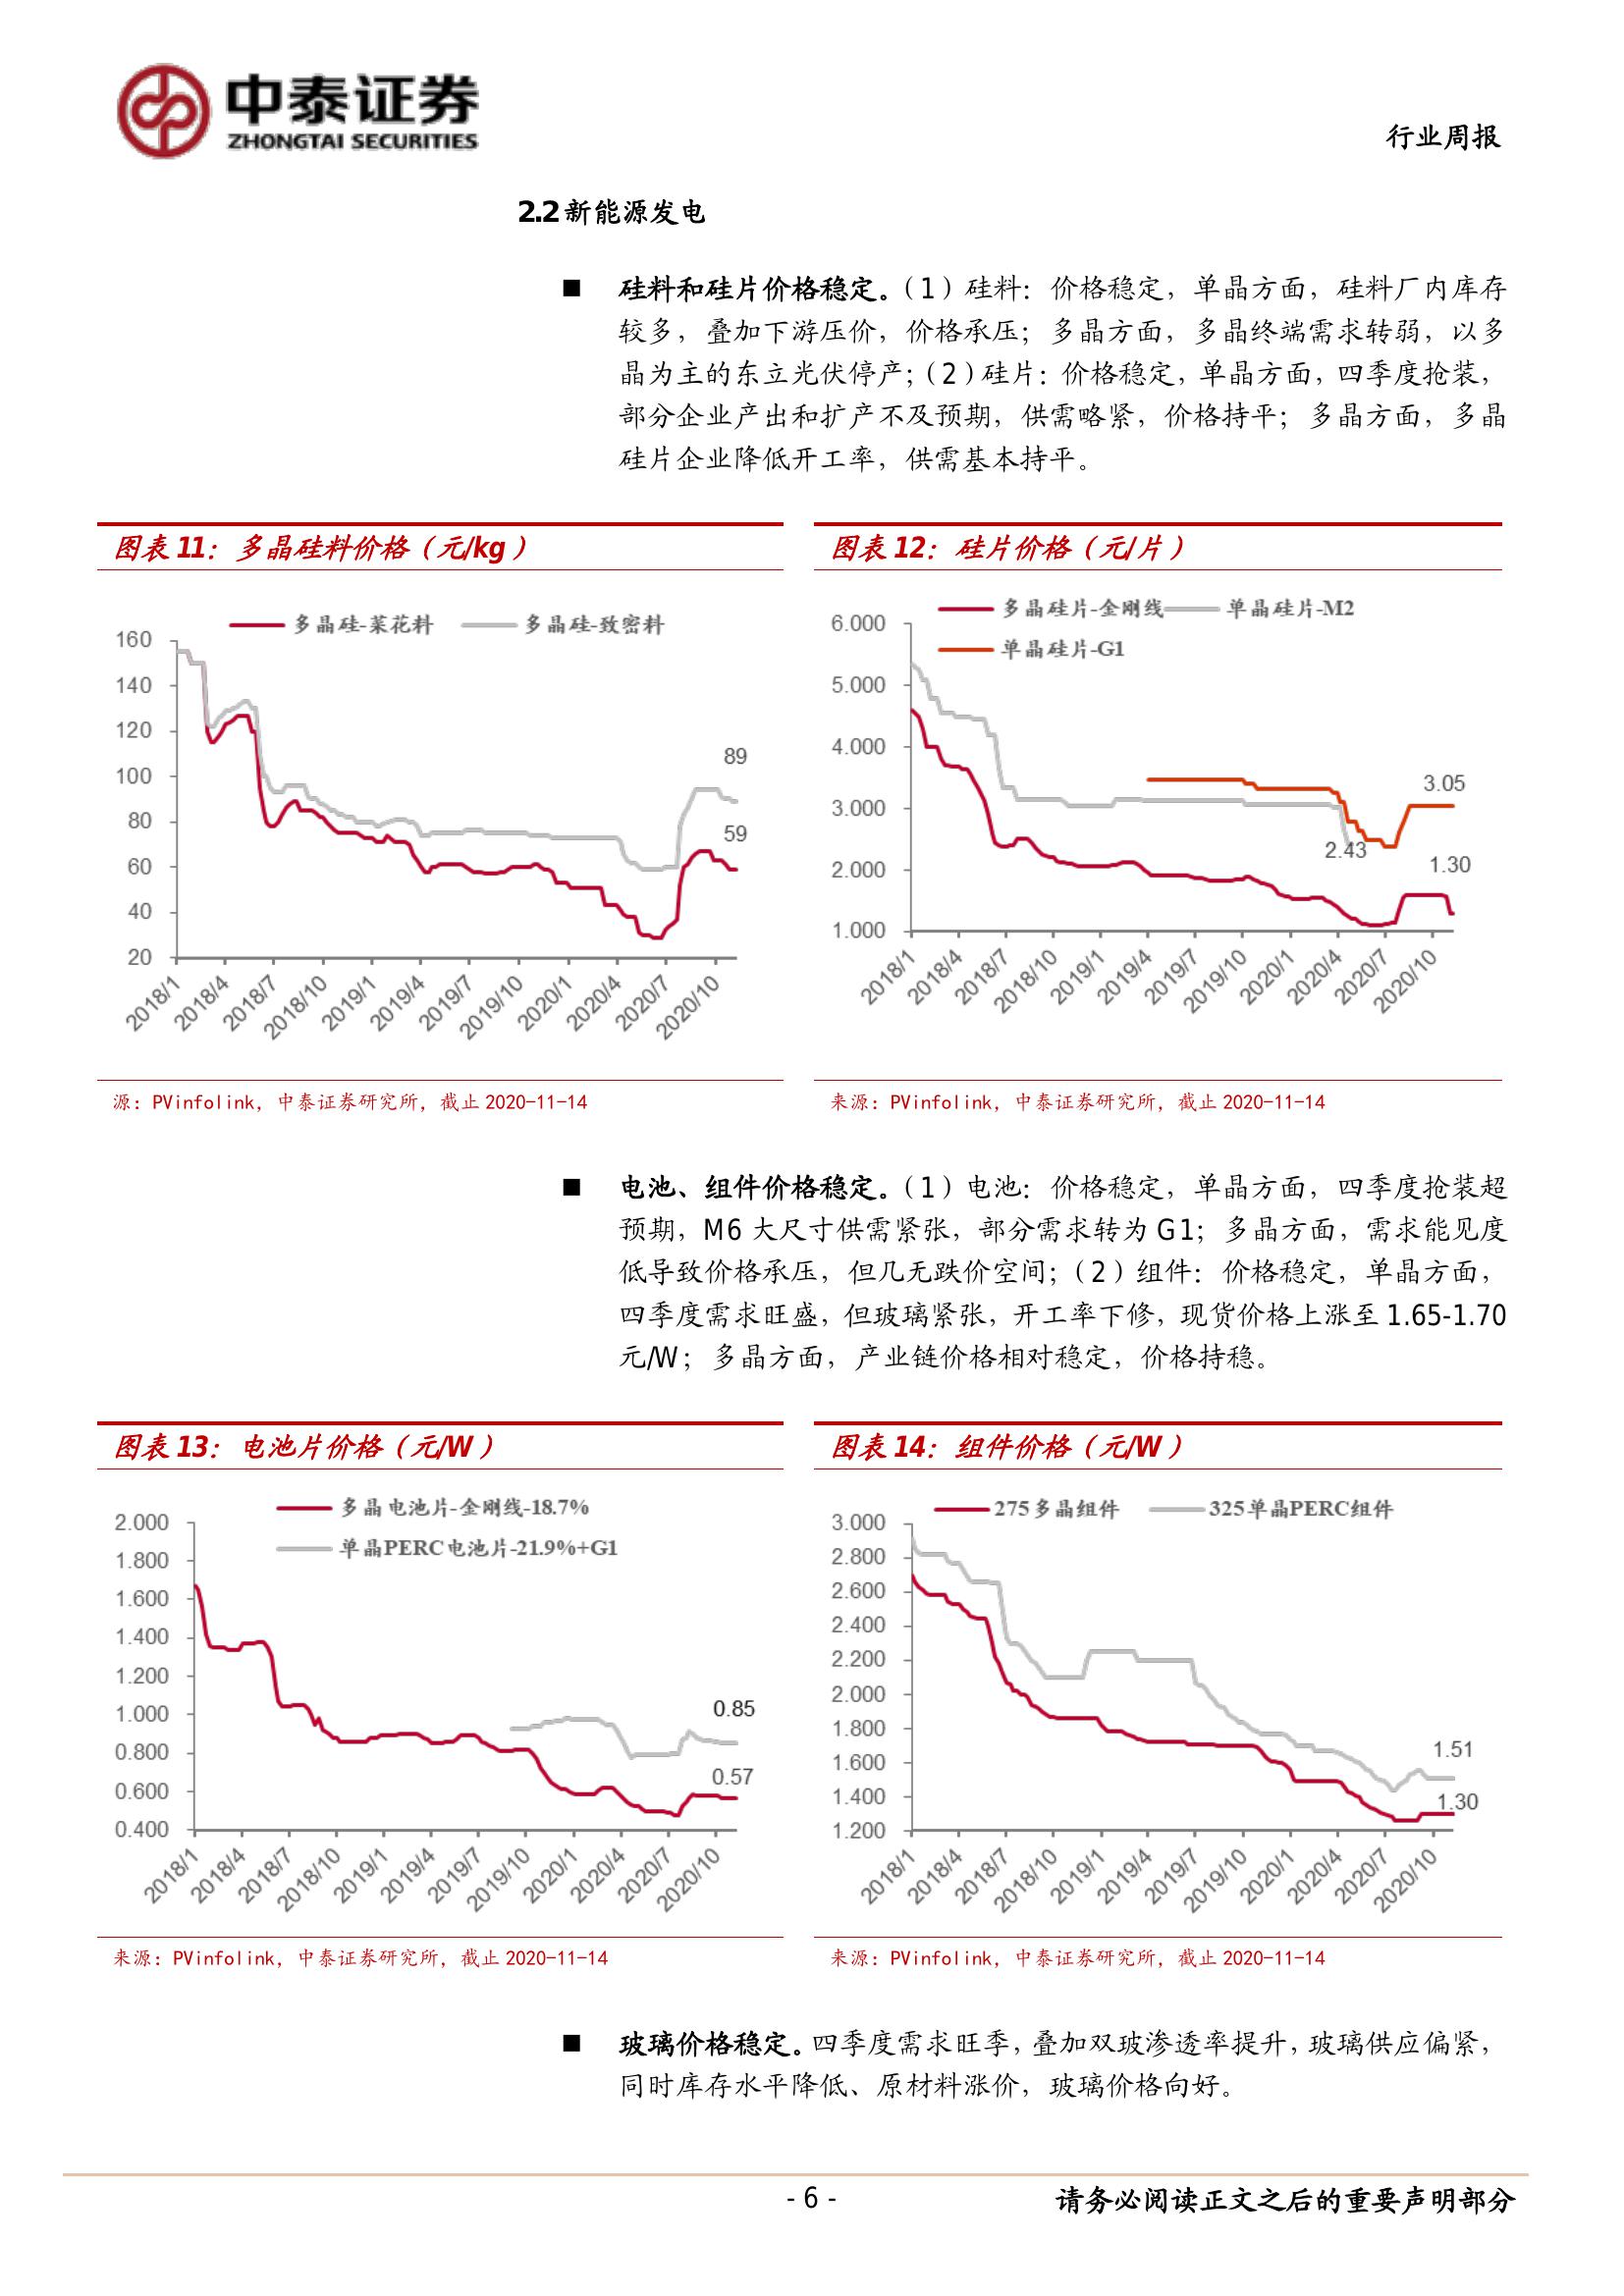 中泰证券
ZHONGTAI SECURITIES
行业周报
2.2 新能源发电
■ 硅料和硅片价格稳定。（1）硅料：价格稳定，单晶方面，硅料厂内库存
较多，叠加下游压价，价格承压；多晶方面，多晶终端需求转弱，以多
晶为主的东立光伏停产；（2）硅片：价格稳定，单晶方面，四季度抢装，
部分企业产出和扩产不及预期，供需略紧，价格持平；多晶方面，多晶
硅片企业降低开工率，供需基本持平。
图表 11：多晶硅料价格（元/kg）
多晶硅-菜花料 多晶硅-致密料
160
140
120
100
80
60
40
20
89
59
2018/1 2018/4 2018/7 2018/10 2019/1 2019/4 2019/7 2019/10 2020/1 2020/4 2020/7 2020/10
源：PVinfolink，中泰证券研究所，截止 2020-11-14
图表 12：硅片价格（元/片）
多晶硅片-金刚线 单晶硅片-M2
单晶硅片-G1
6.000
5.000
4.000
3.000
2.000
1.000
3.05
2.43
1.30
2018/1 2018/4 2018/7 2018/10 2019/1 2019/4 2019/7 2019/10 2020/1 2020/4 2020/7 2020/10
来源：PVinfolink，中泰证券研究所，截止 2020-11-14
■ 电池、组件价格稳定。（1）电池：价格稳定，单晶方面，四季度抢装超
预期，M6 大尺寸供需紧张，部分需求转为 G1；多晶方面，需求能见度
低导致价格承压，但几无跌价空间；（2）组件：价格稳定，单晶方面，
四季度需求旺盛，但玻璃紧张，开工率下修，现货价格上涨至 1.65-1.70
元/W；多晶方面，产业链价格相对稳定，价格持稳。
图表 13：电池片价格（元/W）
多晶电池片-金刚线-18.7%
单晶PERC电池片-21.9%+G1
2.000
1.800
1.600
1.400
1.200
1.000
0.800
0.600
0.400
0.85
0.57
2018/1 2018/4 2018/7 2018/10 2019/1 2019/4 2019/7 2019/10 2020/1 2020/4 2020/7 2020/10
来源：PVinfolink，中泰证券研究所，截止 2020-11-14
图表 14：组件价格（元/W）
275多晶组件 325单晶PERC组件
3.000
2.800
2.600
2.400
2.200
2.000
1.800
1.600
1.400
1.200
1.51
1.30
2018/1 2018/4 2018/7 2018/10 2019/1 2019/4 2019/7 2019/10 2020/1 2020/4 2020/7 2020/10
来源：PVinfolink，中泰证券研究所，截止 2020-11-14
■ 玻璃价格稳定。四季度需求旺季，叠加双玻渗透率提升，玻璃供应偏紧，
同时库存水平降低、原材料涨价，玻璃价格向好。
- 6 -
请务必阅读正文之后的重要声明部分